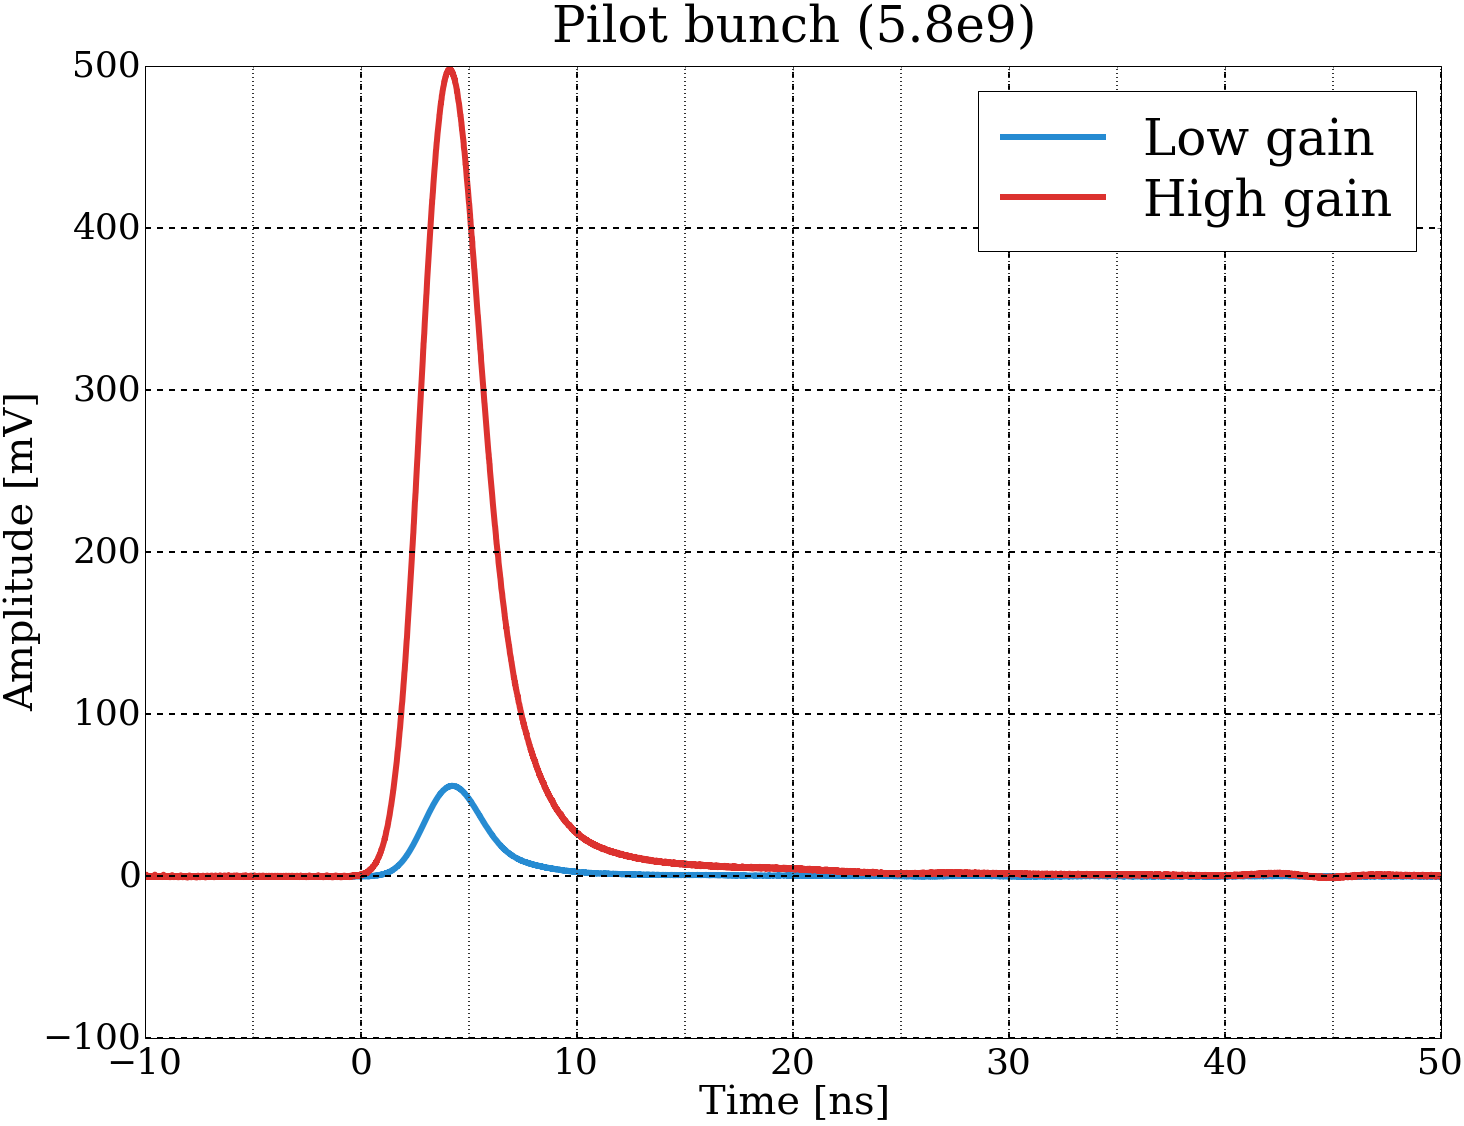 Pilot bunch (5.8e9)
Low gain
High gain
500
400
300
200
100
0
−100
Amplitude [mV]
−10 0 10 20 30 40 50
Time [ns]